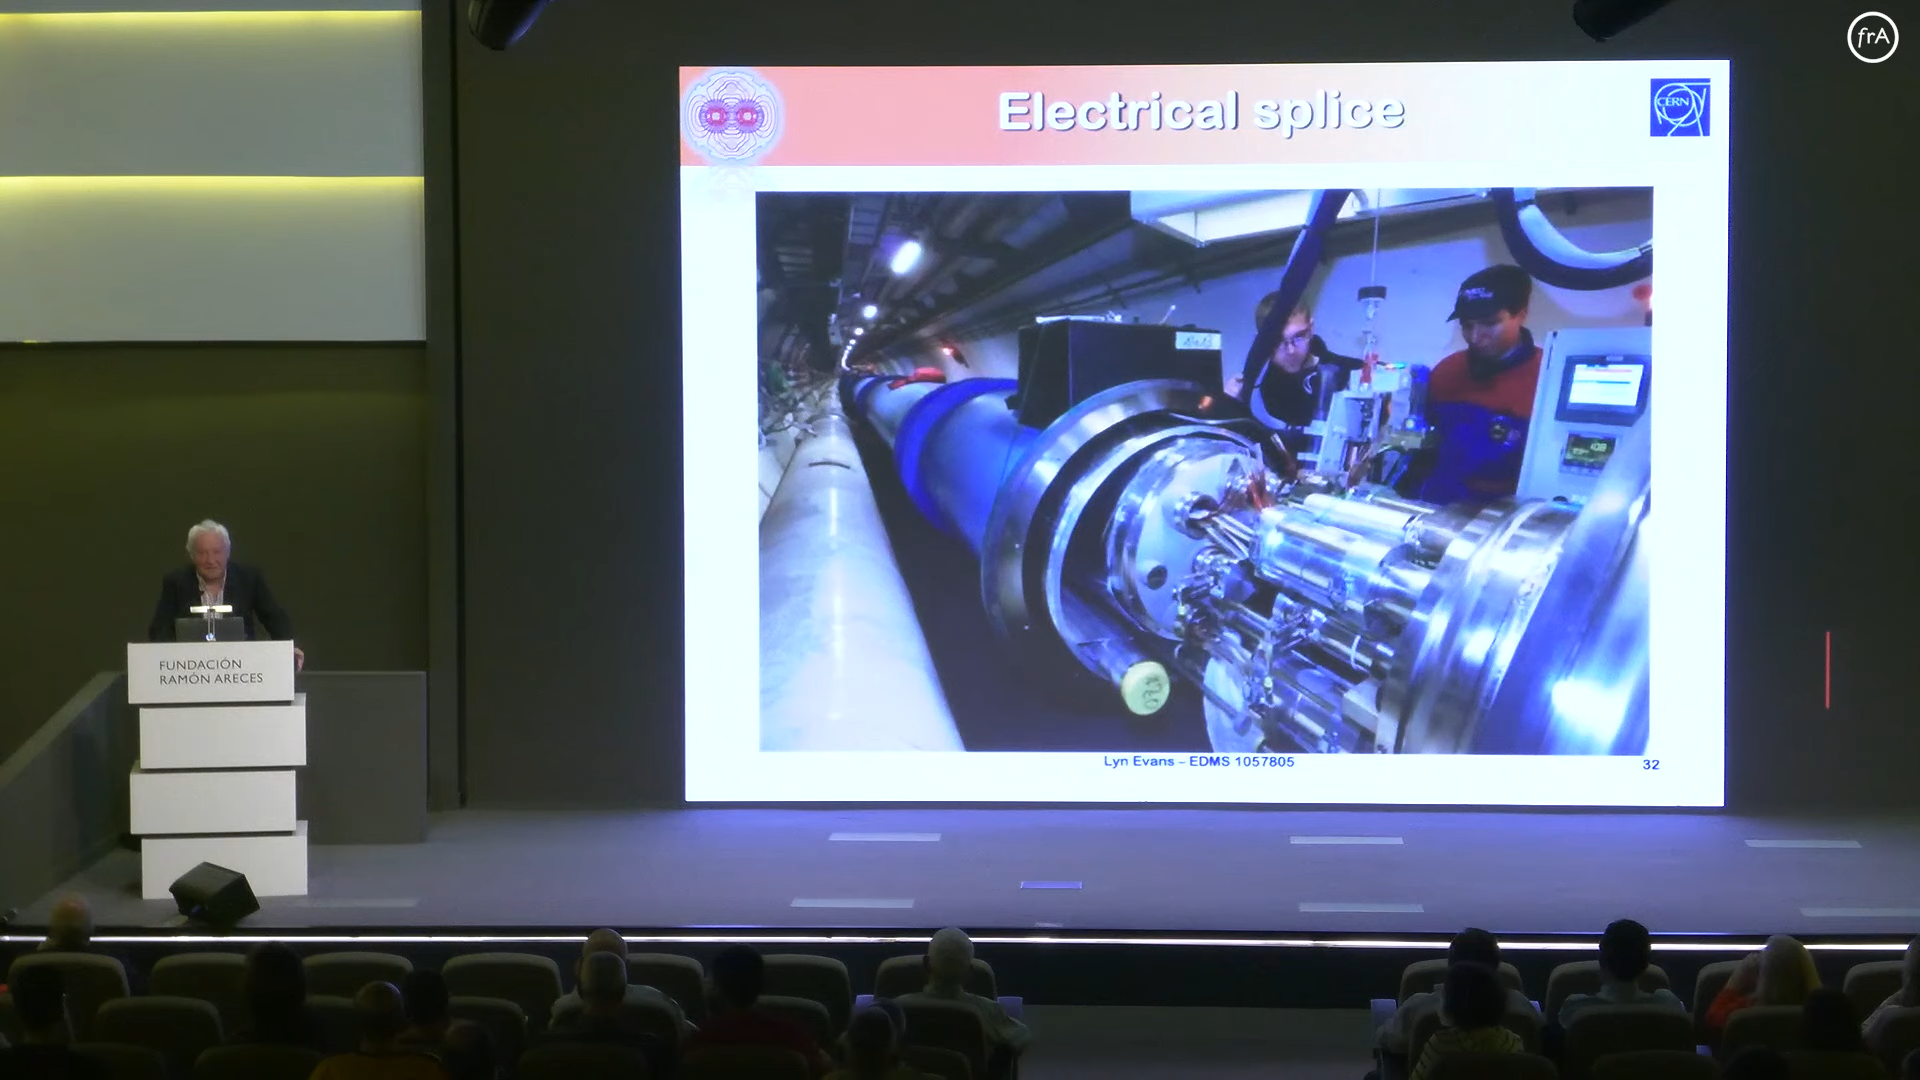 frA
Electrical splice
CERN
Lyn Evans – EDMS 1057805
32
FUNDACIÓN
RAMÓN ARECES